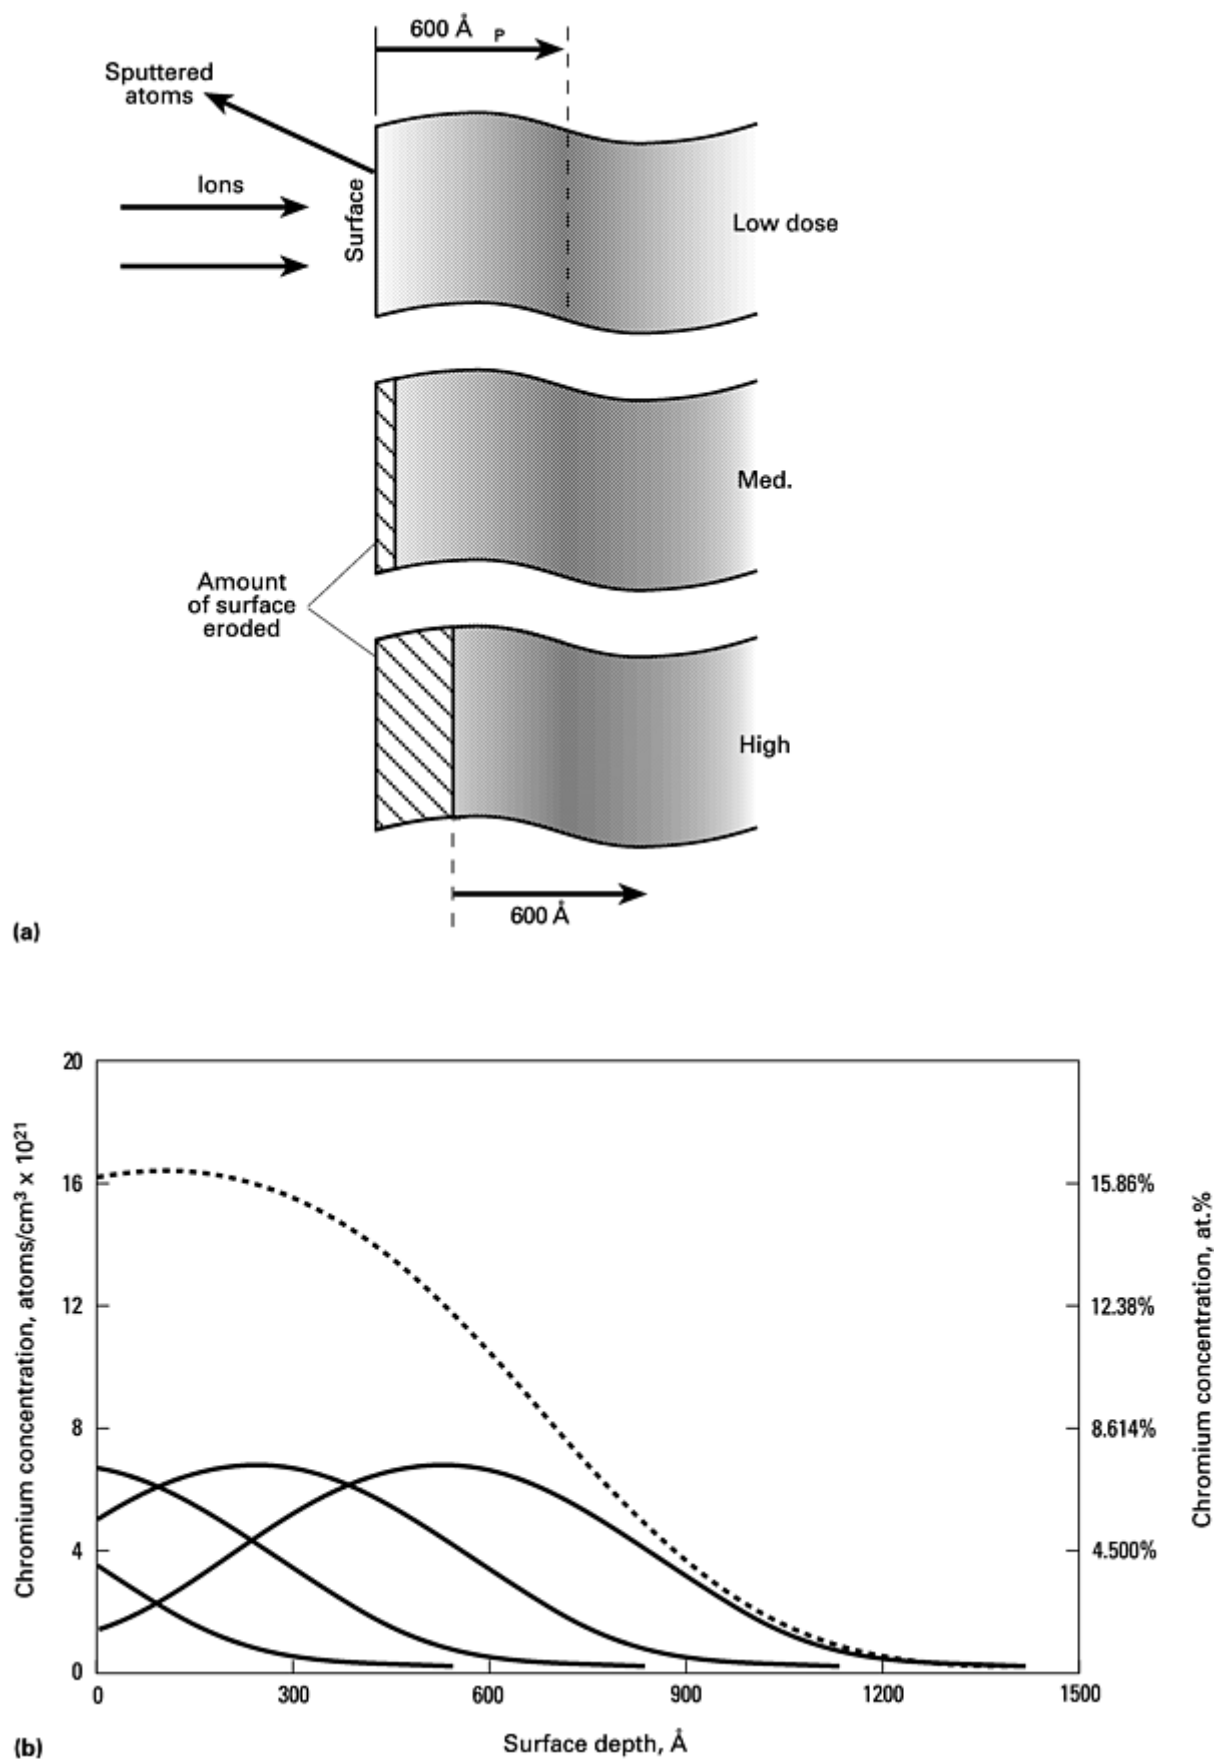 600 Å P
Sputtered
atoms
Ions
Surface
Low dose
Med.
Amount
of surface
eroded
High
600 Å
(a)
20
16
12
8
4
0
Chromium concentration, atoms/cm³ x 10²¹
15.86%
12.38%
8.614%
4.500%
Chromium concentration, at.%
0 300 600 900 1200 1500
Surface depth, Å
(b)